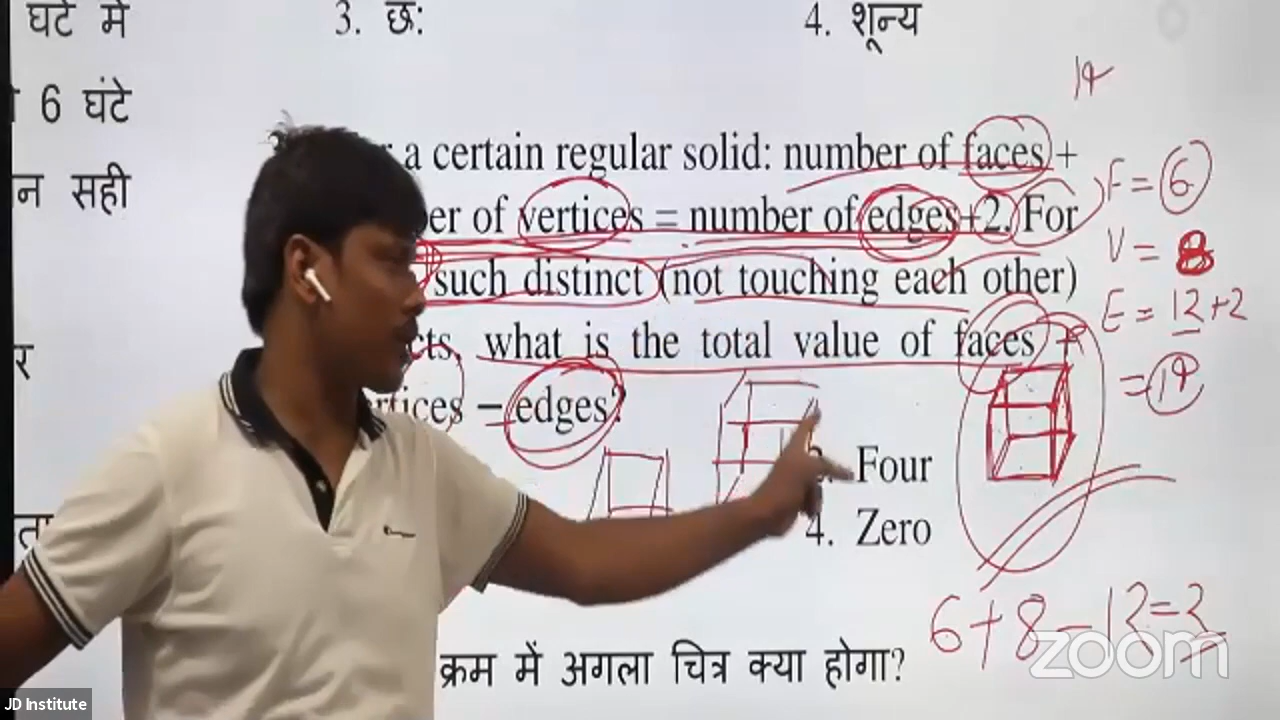 घंटे में
3. छ:
4. शून्य
6 घंटे
14
a certain regular solid: number of faces +
F = 6
न सही
er of vertices = number of edges+2. For
V = 8
such distinct (not touching each other)
E = 12+2
र
cts, what is the total value of faces +
=14
rtices – edges?
Four
4. Zero
6+8-12=2
zoom
क्रम में अगला चित्र क्या होगा?
JD Institute